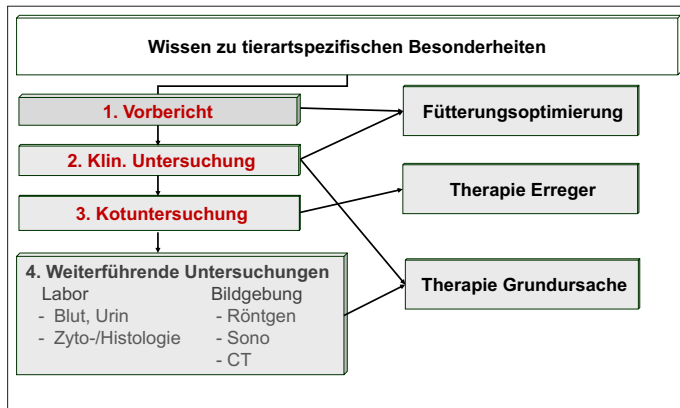 Wissen zu tierartspezifischen Besonderheiten
1. Vorbericht
Fütterungsoptimierung
2. Klin. Untersuchung
Therapie Erreger
3. Kotuntersuchung
4. Weiterführende Untersuchungen
Labor Bildgebung
- Blut, Urin - Röntgen
- Zyto-/Histologie - Sono
- CT
Therapie Grundursache